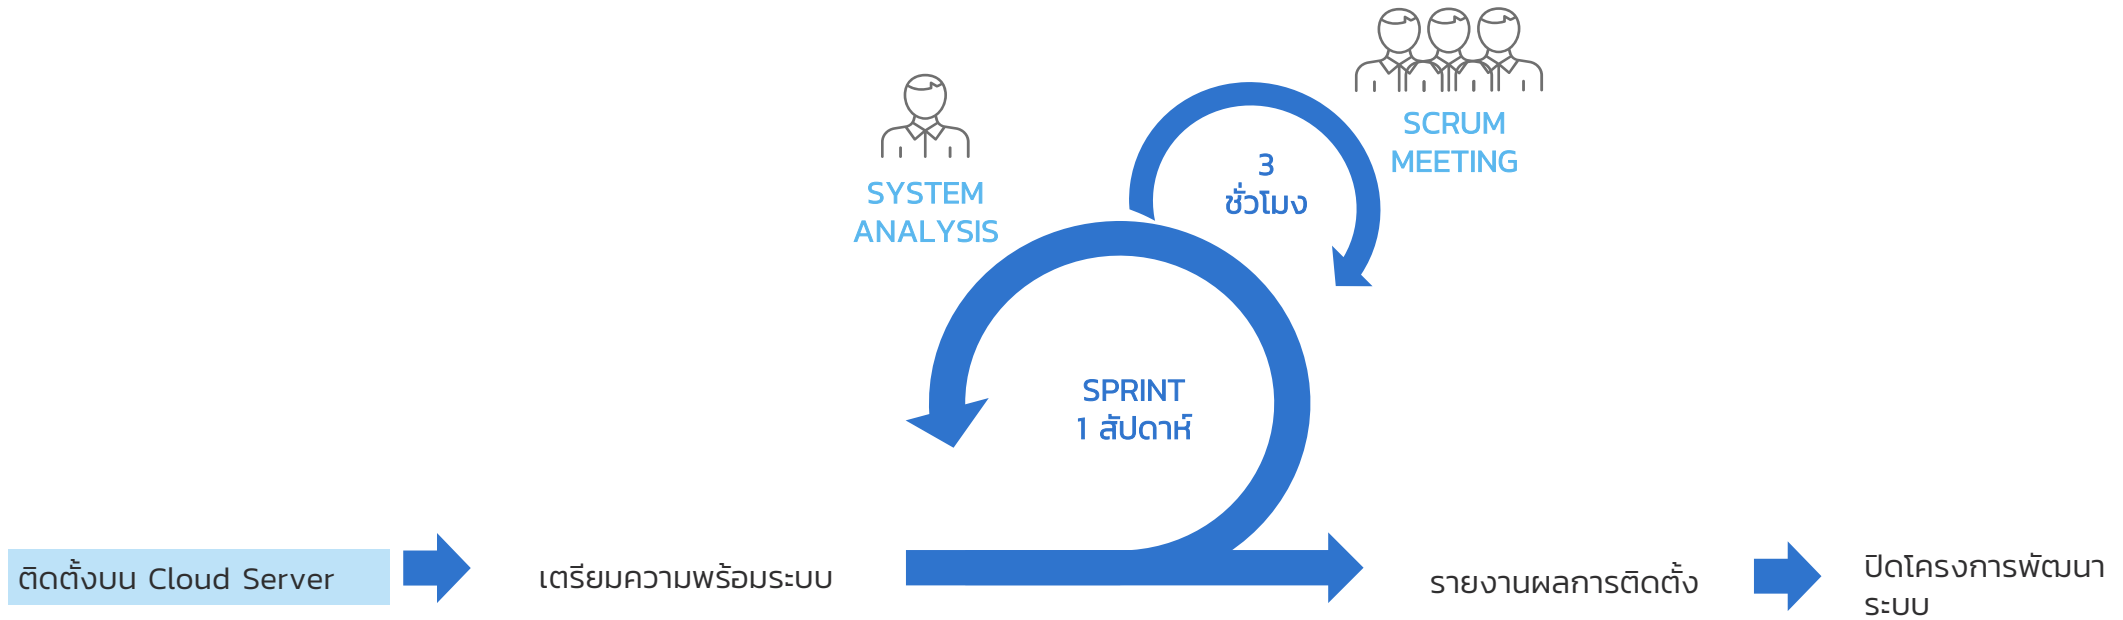 SCRUM
MEETING
3
ชั่วโมง
SYSTEM
ANALYSIS
SPRINT
1 สัปดาห์
ติดตั้งบน Cloud Server
เตรียมความพร้อมระบบ
รายงานผลการติดตั้ง
ปิดโครงการพัฒนา
ระบบ